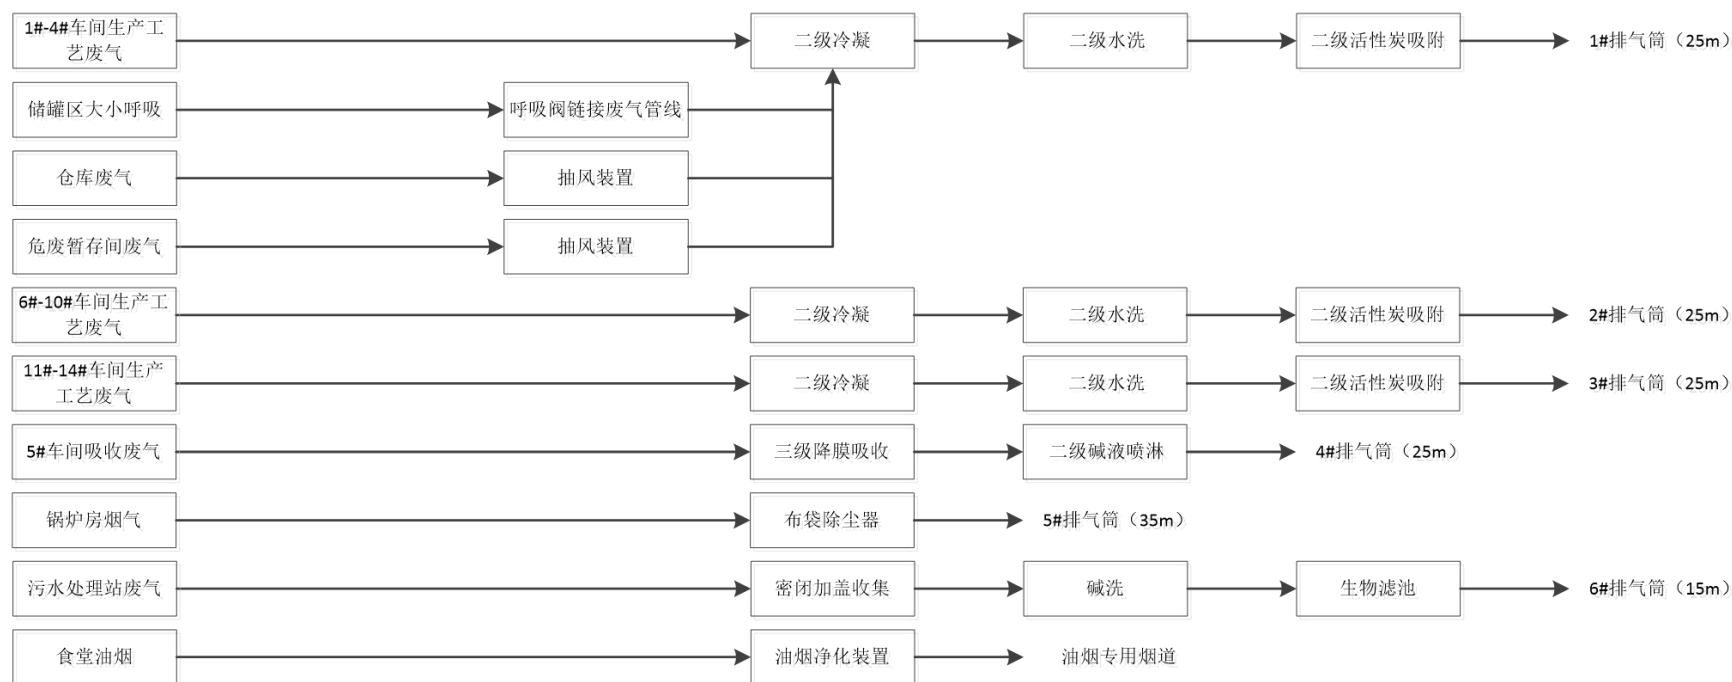 1#-4#车间生产工
艺废气
二级冷凝
二级水洗
二级活性炭吸附
1#排气筒（25m）
储罐区大小呼吸
呼吸阀链接废气管线
仓库废气
抽风装置
危废暂存间废气
抽风装置
6#-10#车间生产工
艺废气
二级冷凝
二级水洗
二级活性炭吸附
2#排气筒（25m）
11#-14#车间生产
工艺废气
二级冷凝
二级水洗
二级活性炭吸附
3#排气筒（25m）
5#车间吸收废气
三级降膜吸收
二级碱液喷淋
4#排气筒（25m）
锅炉房烟气
布袋除尘器
5#排气筒（35m）
污水处理站废气
密闭加盖收集
碱洗
生物滤池
6#排气筒（15m）
食堂油烟
油烟净化装置
油烟专用烟道